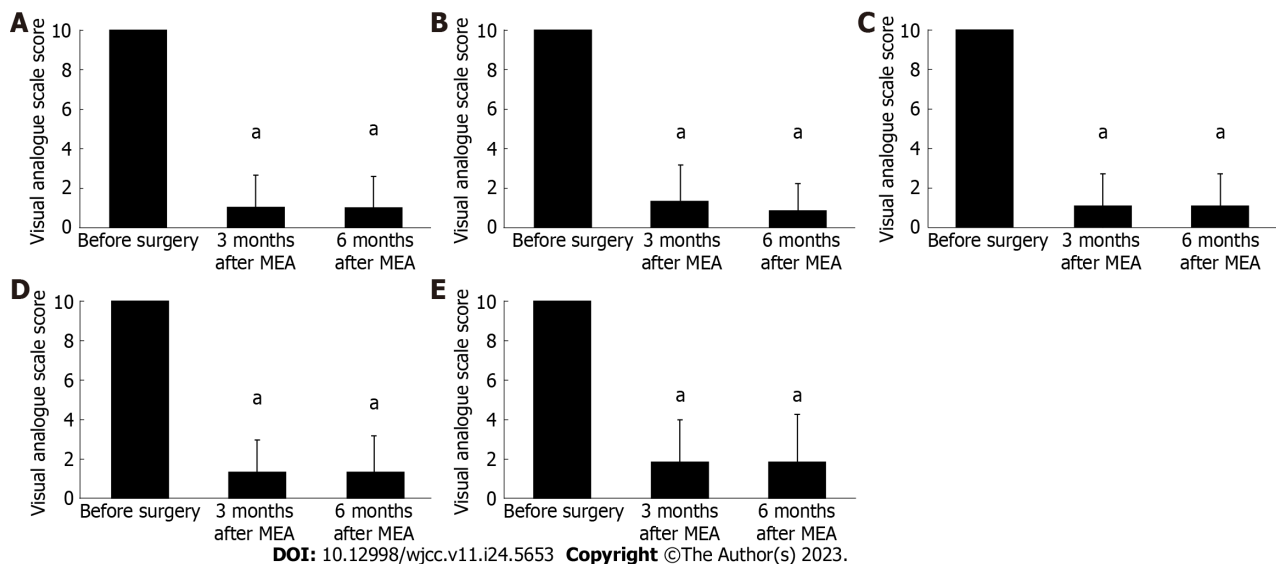 A
Visual analogue scale score
10
8
6
4
2
0
a
a
Before surgery
3 months
after MEA
6 months
after MEA
B
Visual analogue scale score
10
8
6
4
2
0
a
a
Before surgery
3 months
after MEA
6 months
after MEA
C
Visual analogue scale score
10
8
6
4
2
0
a
a
Before surgery
3 months
after MEA
6 months
after MEA
D
Visual analogue scale score
10
8
6
4
2
0
a
a
Before surgery
3 months
after MEA
6 months
after MEA
E
Visual analogue scale score
10
8
6
4
2
0
a
a
Before surgery
3 months
after MEA
6 months
after MEA
DOI: 10.12998/wjcc.v11.i24.5653 Copyright ©The Author(s) 2023.